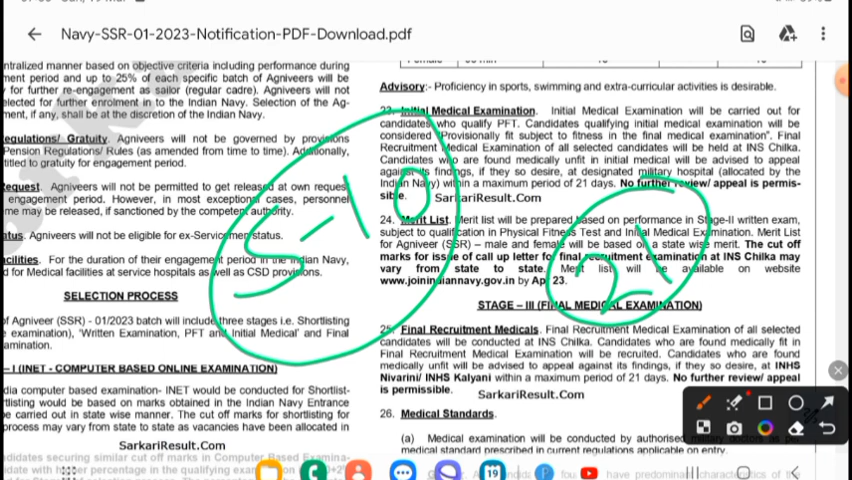 Navy-SSR-01-2023-Notification-PDF-Download.pdf
ntralized manner based on objective criteria including performance during
ment period and up to 25% of each specific batch of Agniveers will be
for further re-engagement as sailor (regular cadre). Agniveers will not
elected for further enrolment in to the Indian Navy. Selection of the Ag-
ment, if any, shall be at the discretion of the Indian Navy.
egulations/ Gratuity. Agniveers will not be governed by provisions
Pension Regulations/ Rules (as amended from time to time). Additionally,
titled to gratuity for engagement period.
equest. Agniveers will not be permitted to get released at own request
engagement period. However, in most exceptional cases, personnel
me may be released, if sanctioned by the competent authority.
atus. Agniveers will not be eligible for ex-Servicemen status.
acilities. For the duration of their engagement period in the Indian Navy,
d for Medical facilities at service hospitals as well as CSD provisions.
SELECTION PROCESS
of Agniveer (SSR) - 01/2023 batch will include three stages i.e. Shortlisting
examination), 'Written Examination, PFT and Initial Medical' and Final
amination.
– I (INET - COMPUTER BASED ONLINE EXAMINATION)
dia computer based examination- INET would be conducted for Shortlist-
rtlisting would be based on marks obtained in the Indian Navy Entrance
be carried out in state wise manner. The cut off marks for shortlisting for
process may vary from state to state as vacancies have been allocated in
SarkariResult.Com
didates securing similar cut off marks in Computer Based Examina-
Advisory:- Proficiency in sports, swimming and extra-curricular activities is desirable.
23. Initial Medical Examination. Initial Medical Examination will be carried out for
candidates who qualify PFT. Candidates qualifying initial medical examination will be
considered "Provisionally fit subject to fitness in the final medical examination". Final
Recruitment Medical Examination of all selected candidates will be held at INS Chilka.
Candidates who are found medically unfit in initial medical will be advised to appeal
against its findings, if they so desire, at designated military hospital (allocated by the
Indian Navy) within a maximum period of 21 days. No further review/ appeal is permis-
sible. SarkariResult.Com
24. Merit List. Merit list will be prepared based on performance in Stage-II written exam,
subject to qualification in Physical Fitness Test and Initial Medical Examination. Merit List
for Agniveer (SSR) – male and female will be based on a state wise merit. The cut off
marks for issue of call up letter for final recruitment examination at INS Chilka may
vary from state to state. Merit list will be available on website
www.joinindiannavy.gov.in by Apr 23.
STAGE – III (FINAL MEDICAL EXAMINATION)
25. Final Recruitment Medicals. Final Recruitment Medical Examination of all selected
candidates will be conducted at INS Chilka. Candidates who are found medically fit in
Final Recruitment Medical Examination will be recruited. Candidates who are found
medically unfit will be advised to appeal against its findings, if they so desire, at INHS
Nivarini/ INHS Kalyani within a maximum period of 21 days. No further review/ appeal
is permissible. SarkariResult.Com
26. Medical Standards.
(a) Medical examination will be conducted by authorised
medical standard prescribed in current regulations applicable on entry.
5-10
21
19